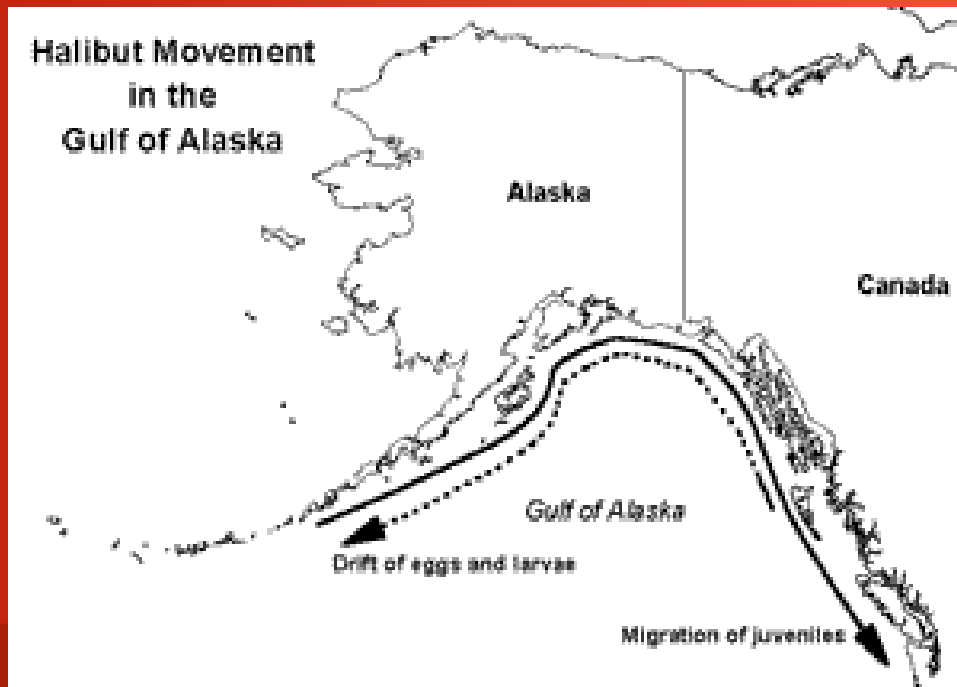 Halibut Movement
in the
Gulf of Alaska
Alaska
Canada
Gulf of Alaska
Drift of eggs and larvae
Migration of juveniles